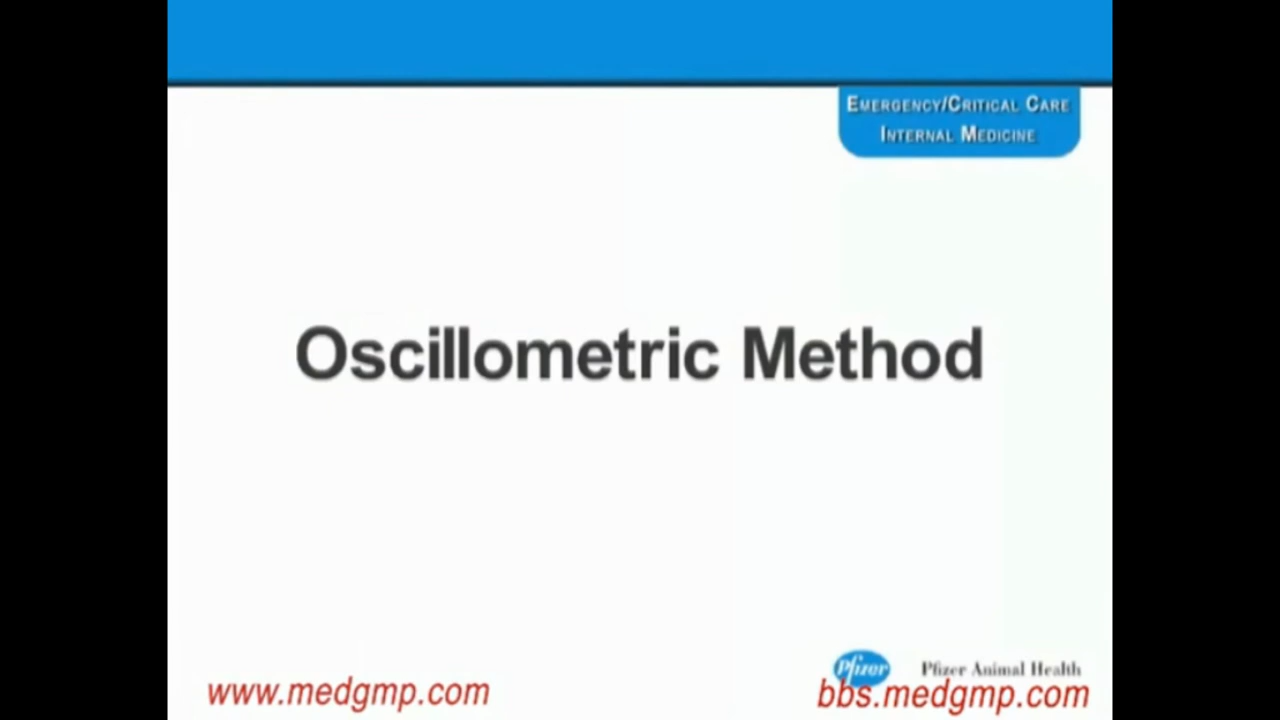 EMERGENCY/CRITICAL CARE
INTERNAL MEDICINE
Oscillometric Method
Pfizer Pfizer Animal Health
www.medgmp.com bbs.medgmp.com